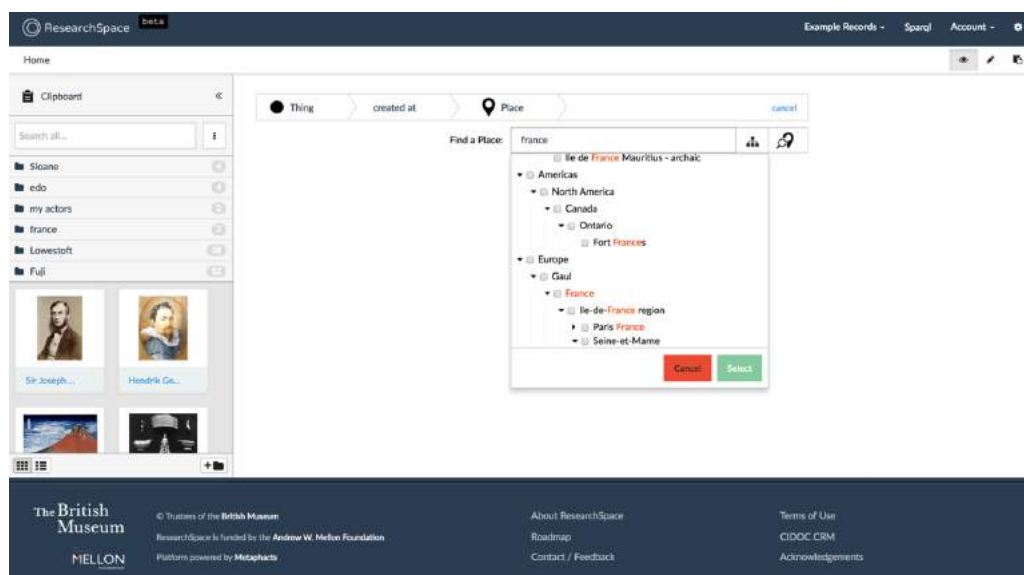 ResearchSpace beta
Example Records
Sparql
Account
Home
Clipboard
«
Search all...
Sloane
edo
my actors
france
Lowestoft
Fuji
Sir Joseph...
Hendrik Go...
Thing
created at
Place
cancel
Find a Place:
france
Ile de France Mauritius - archaic
Americas
North America
Canada
Ontario
Fort Frances
Europe
Gaul
France
Ile-de-France region
Paris France
Seine-et-Marne
Cancel
Select
The British
Museum
MELLON
© Trustees of the British Museum
ResearchSpace is funded by the Andrew W. Mellon Foundation
Platform powered by Metaphacts
About ResearchSpace
Roadmap
Contact / Feedback
Terms of Use
CIDOC CRM
Acknowledgements